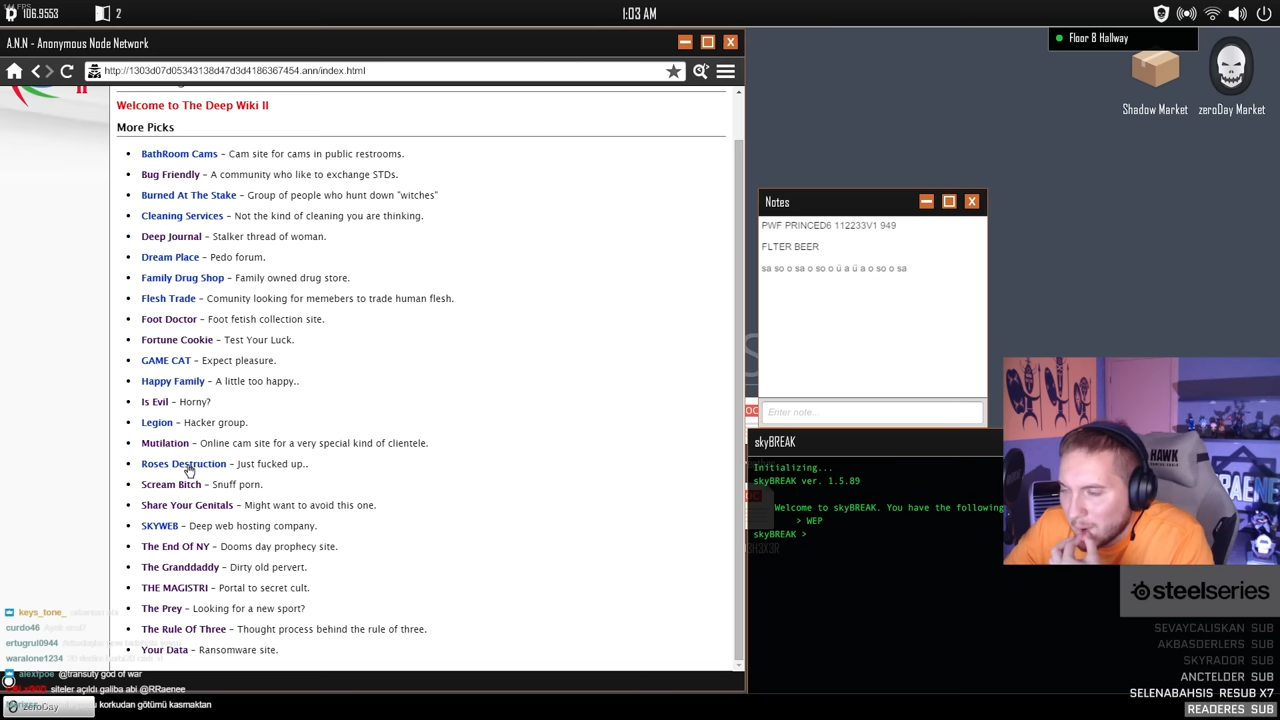 106.9553
2
1:03 AM
A.N.N - Anonymous Node Network
Floor 8 Hallway
http://1303d07d05343138d47d3d4186367454.ann/index.html
Shadow Market
zeroDay Market
Welcome to The Deep Wiki II
More Picks
BathRoom Cams - Cam site for cams in public restrooms.
Bug Friendly - A community who like to exchange STDs.
Burned At The Stake - Group of people who hunt down "witches"
Cleaning Services - Not the kind of cleaning you are thinking.
Deep Journal - Stalker thread of woman.
Dream Place - Pedo forum.
Family Drug Shop - Family owned drug store.
Flesh Trade - Comunity looking for memebers to trade human flesh.
Foot Doctor - Foot fetish collection site.
Fortune Cookie - Test Your Luck.
GAME CAT - Expect pleasure.
Happy Family - A little too happy..
Is Evil - Horny?
Legion - Hacker group.
Mutilation - Online cam site for a very special kind of clientele.
Roses Destruction - Just fucked up..
Scream Bitch - Snuff porn.
Share Your Genitals - Might want to avoid this one.
SKYWEB - Deep web hosting company.
The End Of NY - Dooms day prophecy site.
The Granddaddy - Dirty old pervert.
THE MAGISTRI - Portal to secret cult.
The Prey - Looking for a new sport?
The Rule Of Three - Thought process behind the rule of three.
Your Data - Ransomware site.
Notes
PWF PRINCED6 112233V1 949
FLTER BEER
sa so o sa o so o ü a ü a o so o sa
Enter note...
skyBREAK
Initializing...
skyBREAK ver. 1.5.89
Welcome to skyBREAK. You have the following
> WEP
skyBREAK >
HAWK
RAENEE
steelseries
SEVAYCALISKAN SUB
AKBASDERLERS SUB
SKYRADOR SUB
ANCTELDER SUB
SELENABAHSIS RESUB X7
READERES SUB
keys_tone_
curdo46
ertugrul0944
waralone1234
alextpoe @transuty god of war
siteler açıldı galiba abi @RRaenee
korkudan götümü kasmaktan
zeroDay